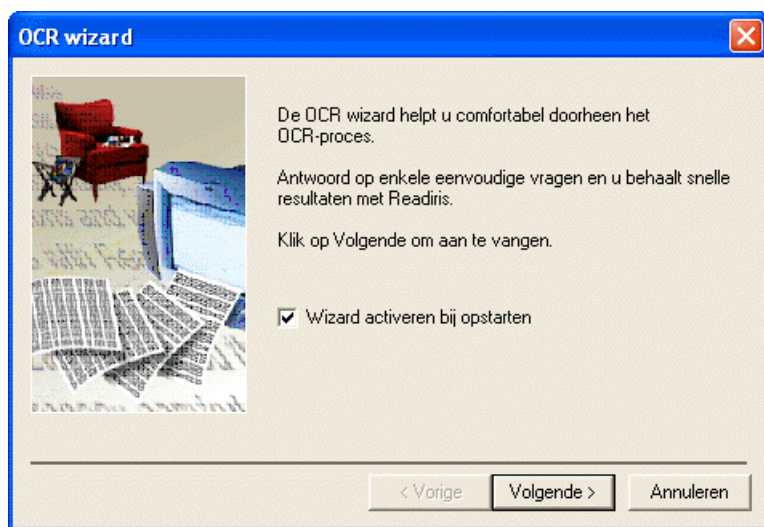 OCR wizard
De OCR wizard helpt u comfortabel doorheen het
OCR-proces.
Antwoord op enkele eenvoudige vragen en u behaalt snelle
resultaten met Readiris.
Klik op Volgende om aan te vangen.
Wizard activeren bij opstarten
< Vorige
Volgende >
Annuleren